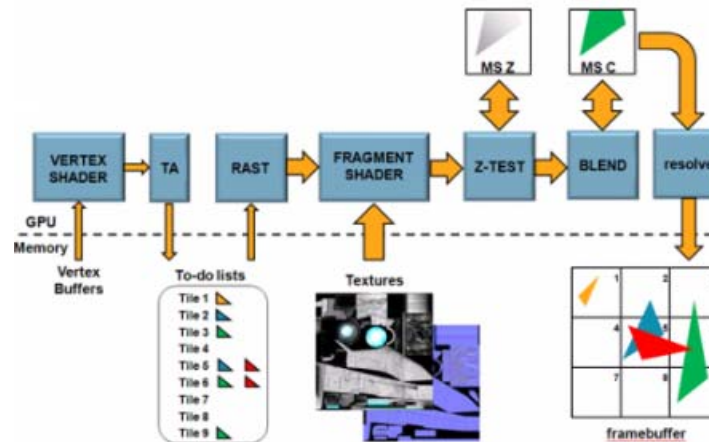 MS Z
MS C
VERTEX
SHADER
TA
RAST
FRAGMENT
SHADER
Z-TEST
BLEND
resolve
GPU
Memory
Vertex
Buffers
To-do lists
Tile 1
Tile 2
Tile 3
Tile 4
Tile 5
Tile 6
Tile 7
Tile 8
Tile 9
Textures
1
2
4
5
7
8
framebuffer